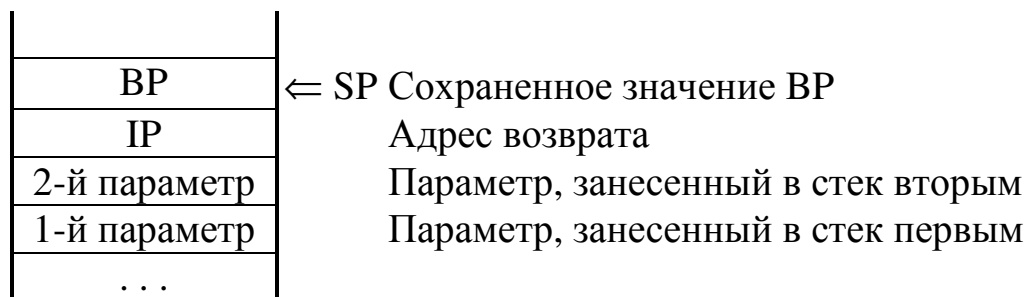 BP ⇐ SP Сохраненное значение BP
IP Адрес возврата
2-й параметр Параметр, занесенный в стек вторым
1-й параметр Параметр, занесенный в стек первым
. . .